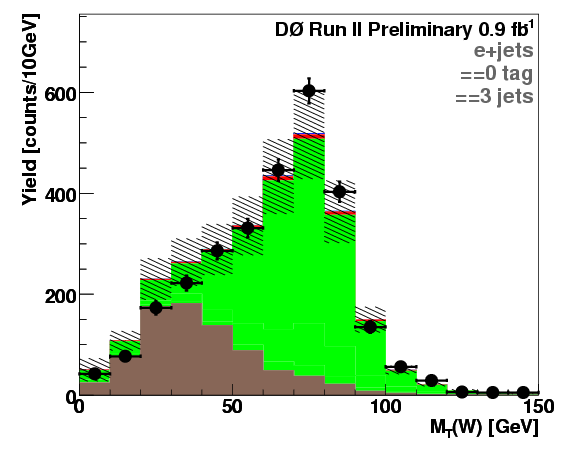 DØ Run II Preliminary 0.9 fb-1
e+jets
==0 tag
==3 jets
Yield [counts/10GeV]
600
400
200
0
0 50 100 150
MT(W) [GeV]